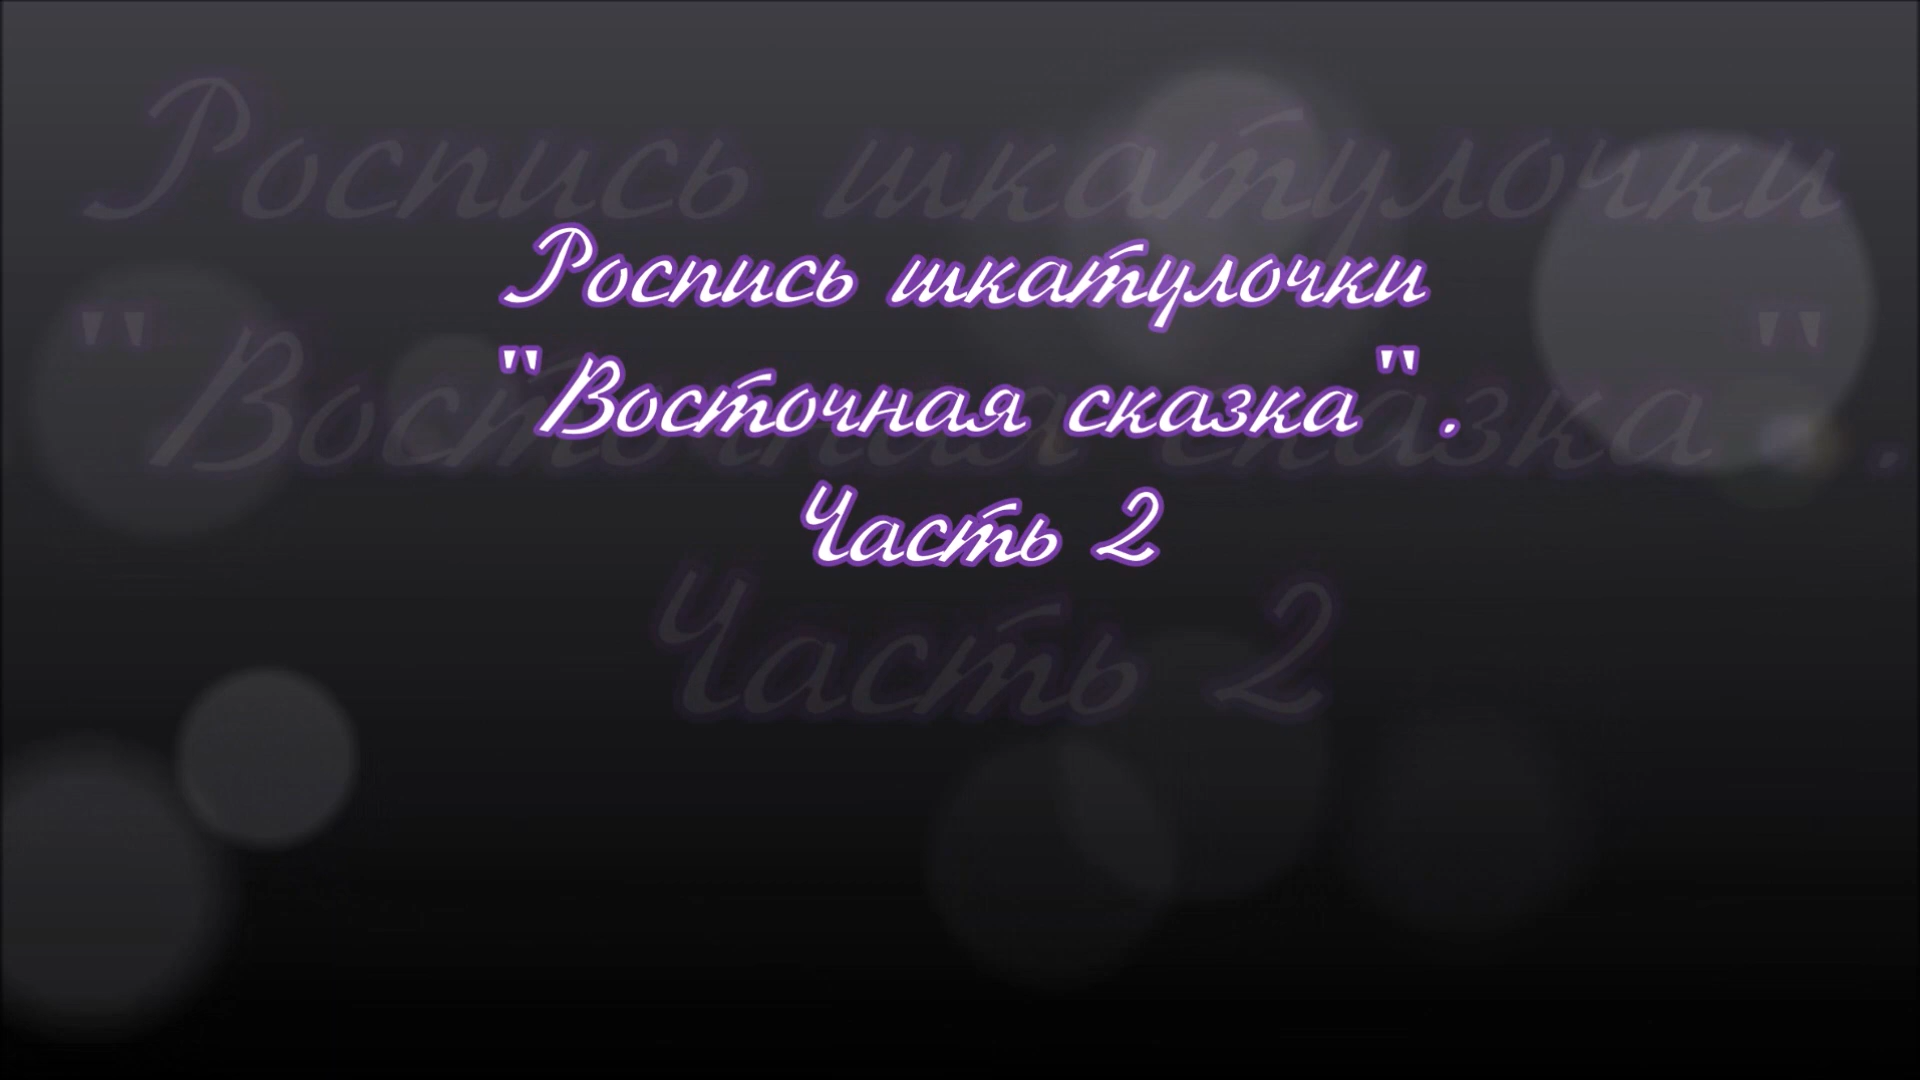 Роспись шкатулочки
"Восточная сказка".
Часть 2